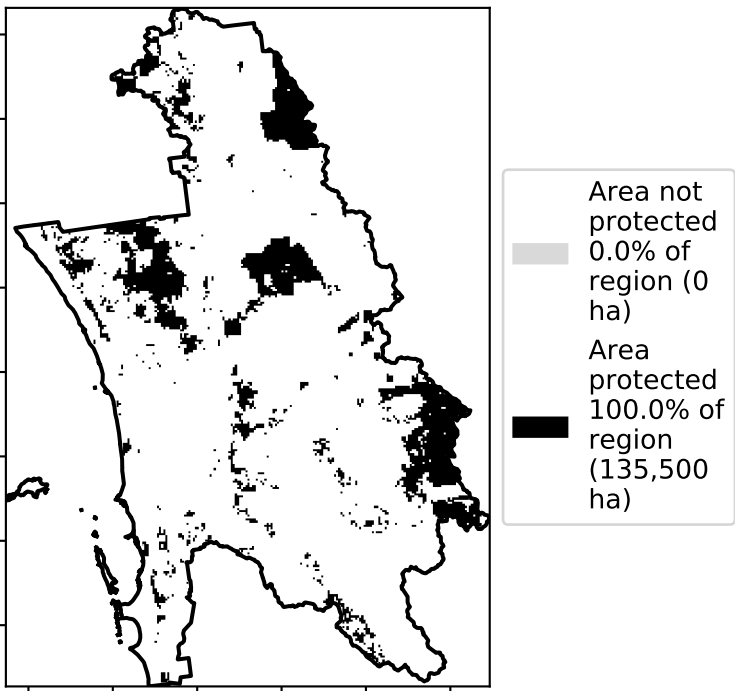 Area not
protected
0.0% of
region (0
ha)
Area
protected
100.0% of
region
(135,500
ha)